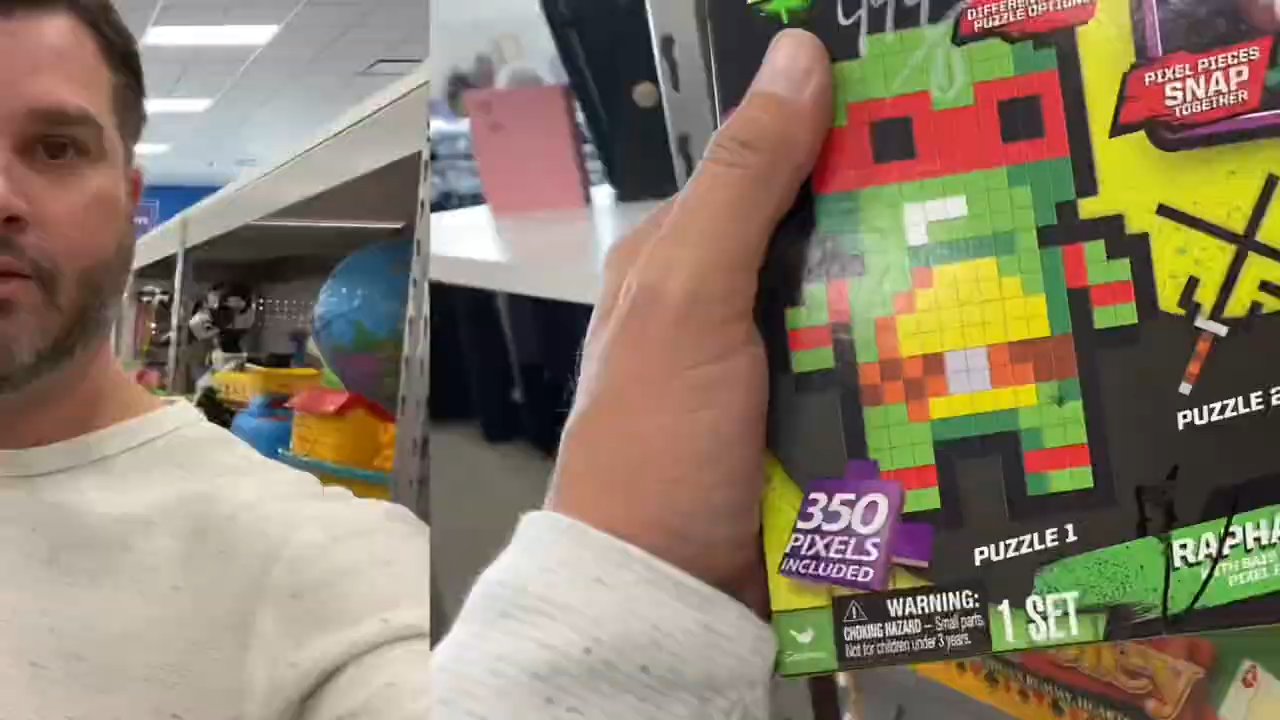 DIFFERENT
PUZZLE OPTIONS
PIXEL PIECES
SNAP
TOGETHER
PUZZLE 2
350
PIXELS
INCLUDED
PUZZLE 1
RAPHA
WARNING:
CHOKING HAZARD – Small parts.
Not for children under 3 years.
1 SET